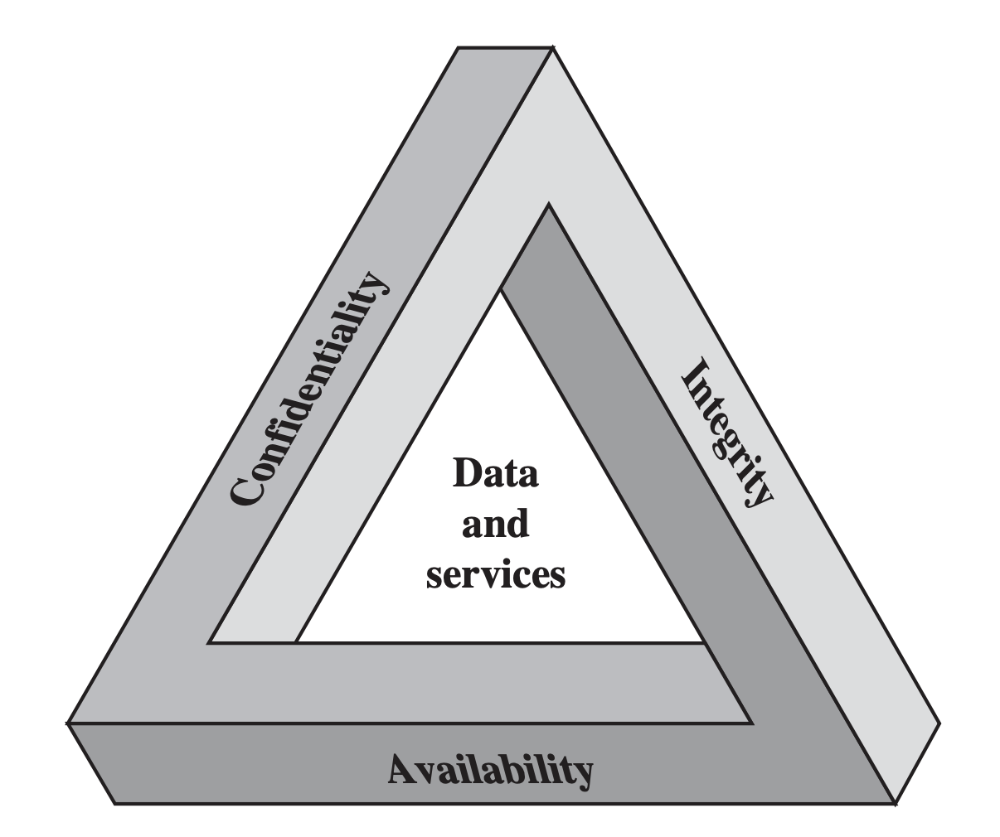 Confidentiality
Integrity
Data
and
services
Availability